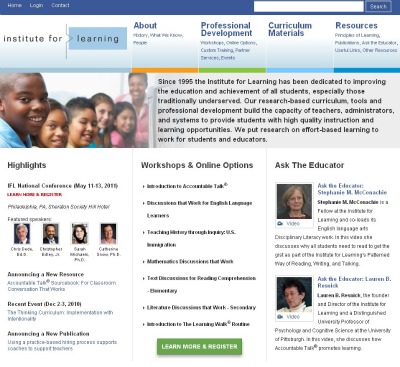 Home Login Contact
Search
institute for learning
About
History, What We Know,
People
Professional
Development
Workshops, Online Options,
Custom Training, Partner
Services, Events
Curriculum
Materials
Resources
Principles of Learning,
Publications, Ask the Educator,
Useful Links, Other Resources
Since 1995 the Institute for Learning has been dedicated to improving
the education and achievement of all students, especially those
traditionally underserved. Our research-based curriculum, tools and
professional development build the capacity of teachers, administrators,
and systems to provide students with high quality instruction and
learning opportunities. We put research on effort-based learning to
work for students and educators.
Highlights
IFL National Conference (May 11-13, 2011)
LEARN MORE & REGISTER
Philadelphia, PA, Sheraton Society Hill Hotel
Featured speakers:
Chris Dede,
Ed.D.
Christopher
Edley, Jr.
Sarah
Michaels,
Ph.D.
Catherine
Snow, Ph.D.
Announcing a New Resource
Accountable Talk® Sourcebook: For Classroom
Conversation That Works
Recent Event (Dec 2-3, 2010)
The Thinking Curriculum: Implementation with
Intentionality
Announcing a New Publication
Using a practice-based hiring process supports
coaches to support teachers
Workshops & Online Options
Introduction to Accountable Talk®
Discussions that Work for English Language
Learners
Teaching History through Inquiry: U.S.
Immigration
Mathematics Discussions that Work
Text Discussions for Reading Comprehension
- Elementary
Literature Discussions that Work - Secondary
Introduction to The Learning Walk® Routine
LEARN MORE & REGISTER
Ask The Educator
Video
Ask the Educator:
Stephanie M. McConachie
Stephanie M. McConachie is a
Fellow at the Institute for
Learning and co-leads its
English language arts
Disciplinary Literacy work. In this video she
discusses why all students need to read to get the
gist as part of the Institute for Learning's Patterned
Way of Reading, Writing, and Talking.
Video
Ask the Educator: Lauren B.
Resnick
Lauren B. Resnick, the founder
and Director of the Institute for
Learning and a Distinguished
University Professor of
Psychology and Cognitive Science at the University of
Pittsburgh. In this video, she discusses how
Accountable Talk® promotes learning.